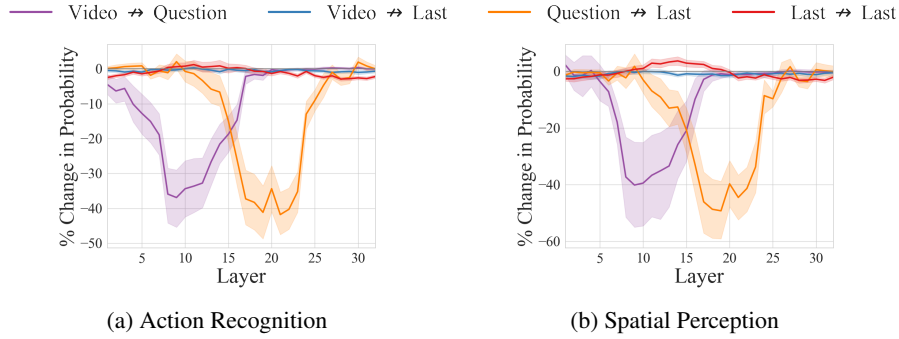 Video ↛ Question Video ↛ Last Question ↛ Last Last ↛ Last
% Change in Probability
0
−10
−20
−30
−40
−50
5 10 15 20 25 30
Layer
(a) Action Recognition
% Change in Probability
0
−20
−40
−60
5 10 15 20 25 30
Layer
(b) Spatial Perception